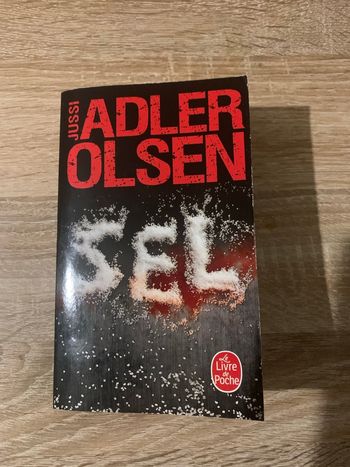 JUSSI
ADLER
OLSEN
SEL
Le
Livre
de
Poche